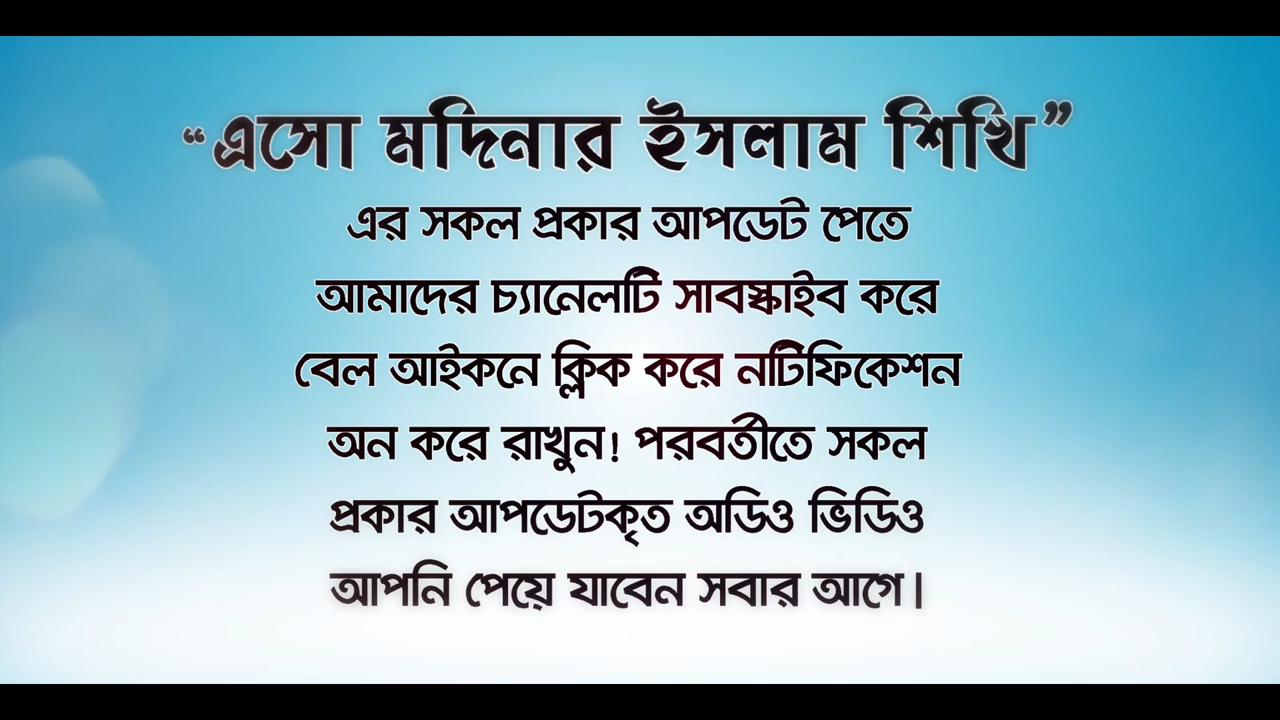 “এসো মদিনার ইসলাম শিখি”
এর সকল প্রকার আপডেট পেতে
আমাদের চ্যানেলটি সাবস্কাইব করে
বেল আইকনে ক্লিক করে নটিফিকেশন
অন করে রাখুন! পরবর্তীতে সকল
প্রকার আপডেটকৃত অডিও ভিডিও
আপনি পেয়ে যাবেন সবার আগে।